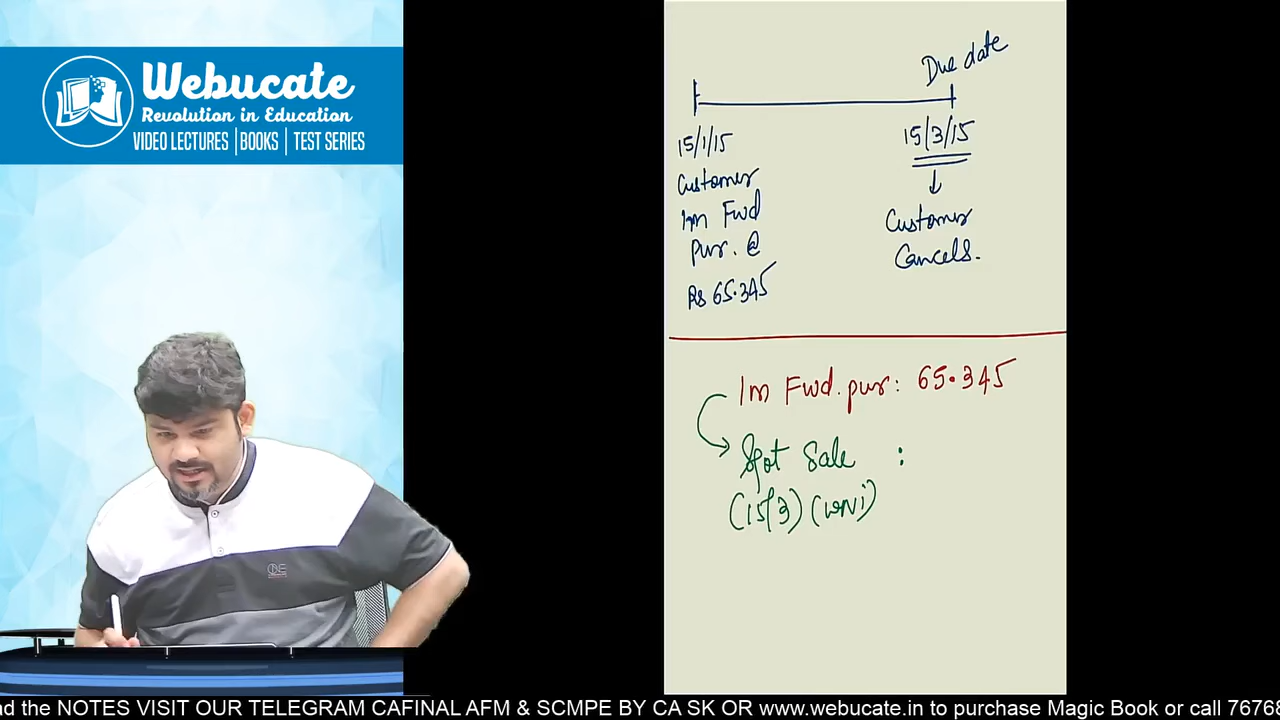 Webucate
Revolution in Education
VIDEO LECTURES | BOOKS | TEST SERIES
Due date
15/1/15
Customer
1m Fwd
Pur. @
Rs 65.345
15/3/15
Customer
Cancels.
1m Fwd. pur: 65.345
Spot Sale :
(15/3)
ad the NOTES VISIT OUR TELEGRAM CAFINAL AFM & SCMPE BY CA SK OR www.webucate.in to purchase Magic Book or call 76768